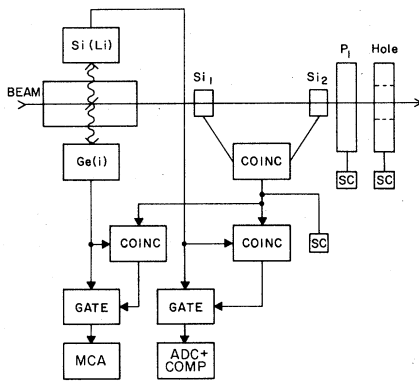 Si(Li)
BEAM
Si1
Si2
P1
Hole
Ge(i)
COINC
SC
SC
COINC
COINC
SC
GATE
GATE
MCA
ADC+
COMP